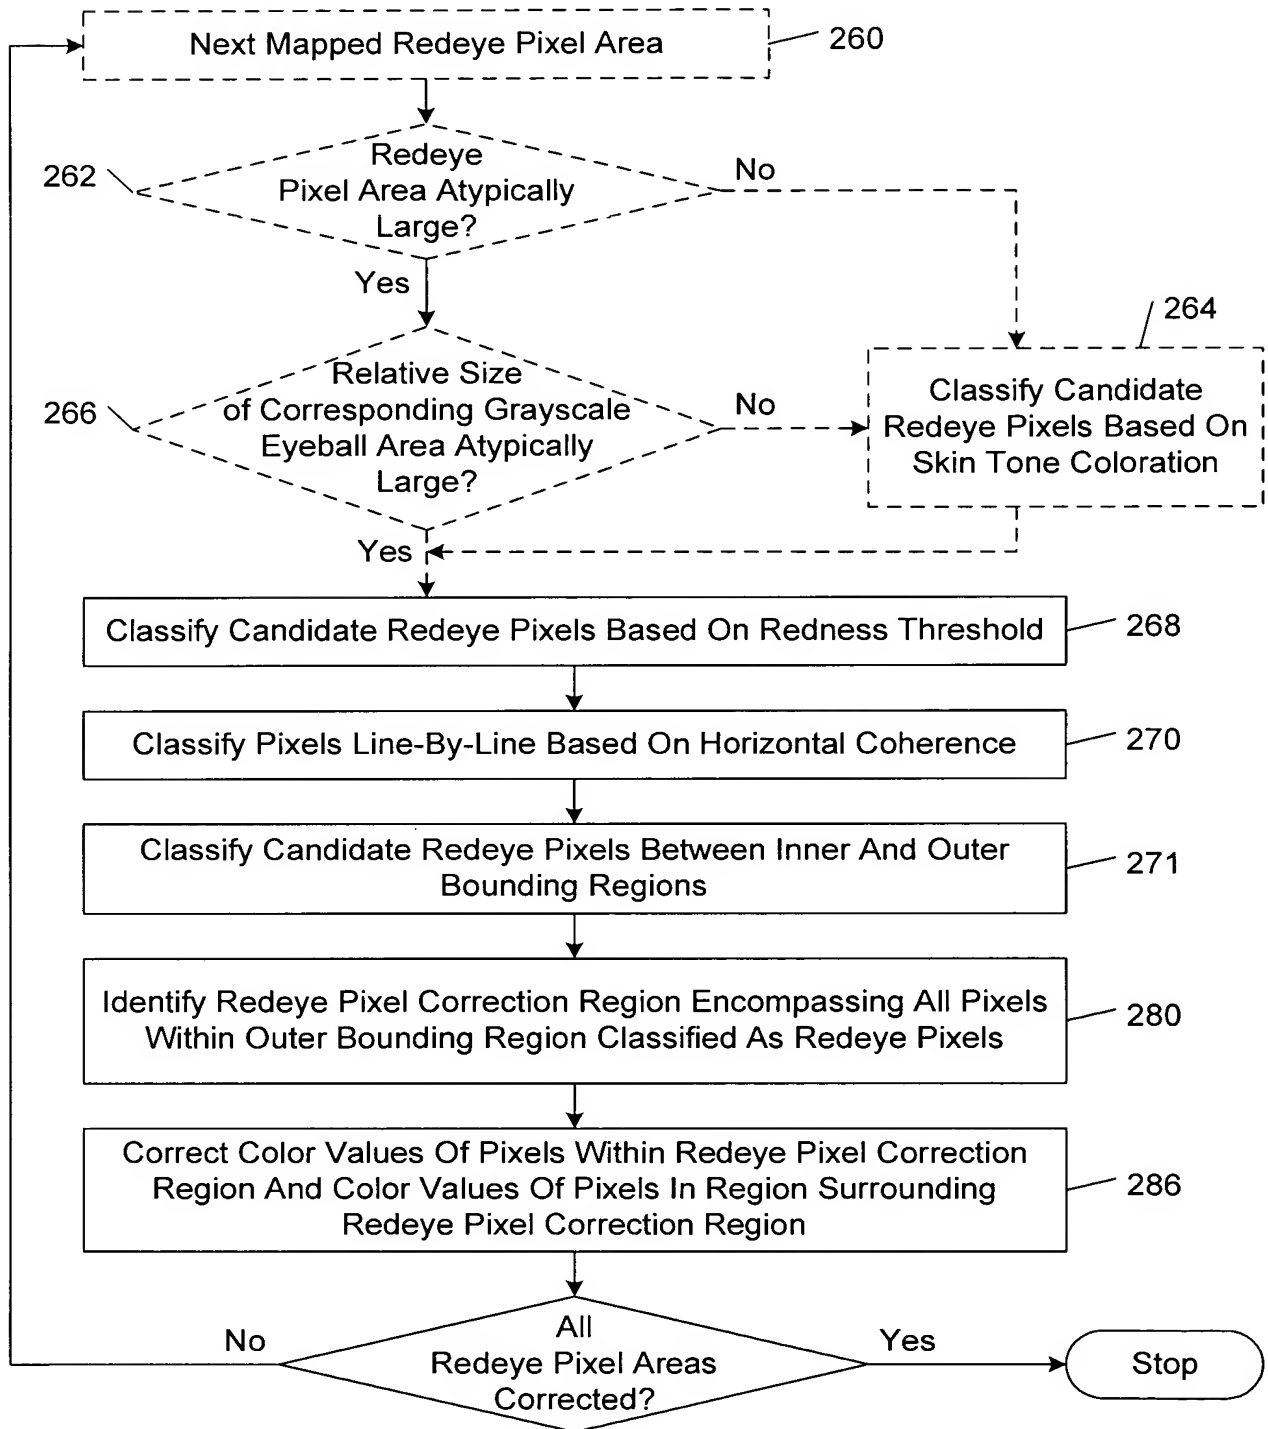 Next Mapped Redeye Pixel Area
260
Redeye
Pixel Area Atypically
Large?
262
No
Yes
264
Relative Size
of Corresponding Grayscale
Eyeball Area Atypically
Large?
266
No
Classify Candidate
Redeye Pixels Based On
Skin Tone Coloration
Yes
Classify Candidate Redeye Pixels Based On Redness Threshold
268
Classify Pixels Line-By-Line Based On Horizontal Coherence
270
Classify Candidate Redeye Pixels Between Inner And Outer
Bounding Regions
271
Identify Redeye Pixel Correction Region Encompassing All Pixels
Within Outer Bounding Region Classified As Redeye Pixels
280
Correct Color Values Of Pixels Within Redeye Pixel Correction
Region And Color Values Of Pixels In Region Surrounding
Redeye Pixel Correction Region
286
No
All
Redeye Pixel Areas
Corrected?
Yes
Stop